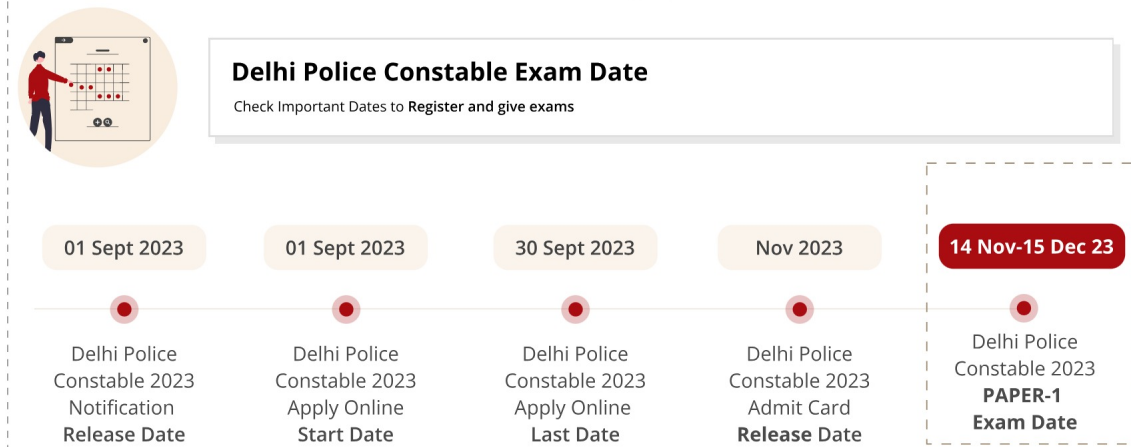 Delhi Police Constable Exam Date
Check Important Dates to Register and give exams
01 Sept 2023
Delhi Police
Constable 2023
Notification
Release Date
01 Sept 2023
Delhi Police
Constable 2023
Apply Online
Start Date
30 Sept 2023
Delhi Police
Constable 2023
Apply Online
Last Date
Nov 2023
Delhi Police
Constable 2023
Admit Card
Release Date
14 Nov-15 Dec 23
Delhi Police
Constable 2023
PAPER-1
Exam Date